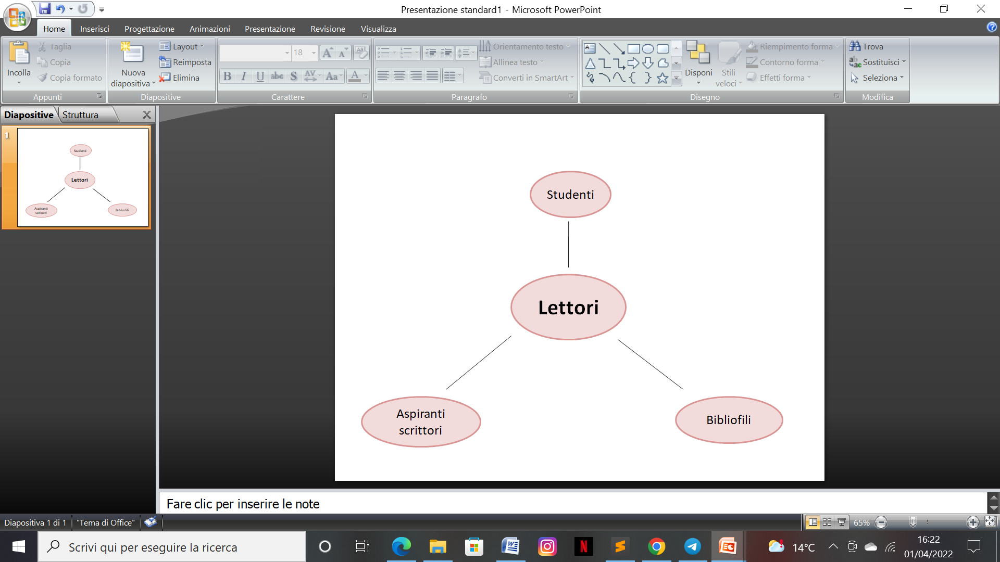 Presentazione standard1 - Microsoft PowerPoint
Home Inserisci Progettazione Animazioni Presentazione Revisione Visualizza
Incolla
Taglia
Copia
Copia formato
Appunti
Nuova
diapositiva
Layout
Reimposta
Elimina
Diapositive
18
B I U abc S AV Aa A
Carattere
Orientamento testo
Allinea testo
Converti in SmartArt
Paragrafo
Disponi
Stili
veloci
Riempimento forma
Contorno forma
Effetti forma
Disegno
Trova
Sostituisci
Seleziona
Modifica
Diapositive Struttura
1
Studenti
Lettori
Aspiranti
scrittori
Bibliofili
Studenti
Lettori
Aspiranti
scrittori
Bibliofili
Fare clic per inserire le note
Diapositiva 1 di 1 "Tema di Office" 65%
Scrivi qui per eseguire la ricerca
14°C
16:22
01/04/2022